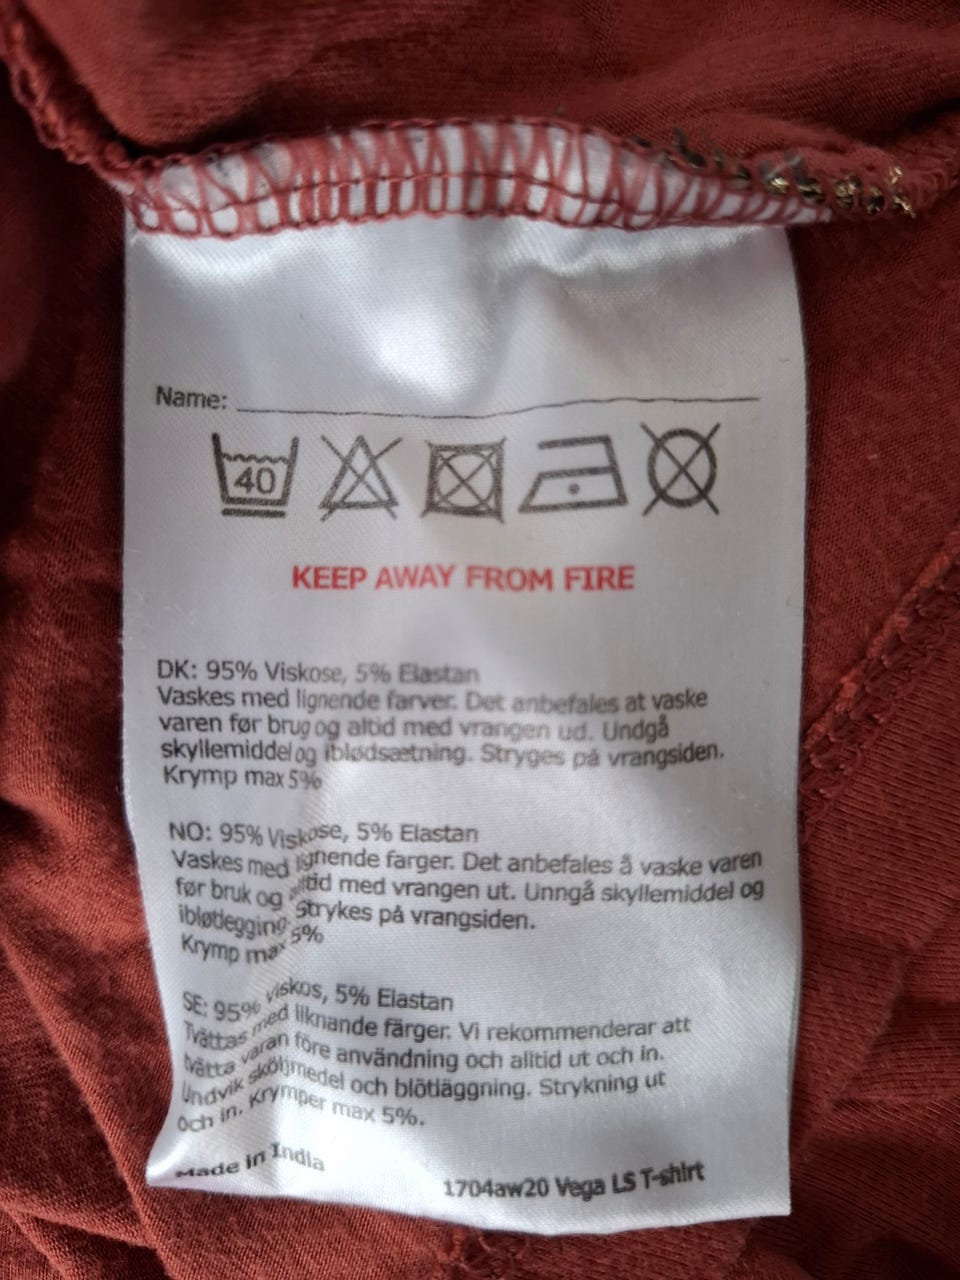 Name:
40
KEEP AWAY FROM FIRE
DK: 95% Viskose, 5% Elastan
Vaskes med lignende farver. Det anbefales at vaske
varen før brug og altid med vrangen ud. Undgå
skyllemiddel og iblødsætning. Stryges på vrangsiden.
Krymp max 5%
NO: 95% Viskose, 5% Elastan
Vaskes med lignende farger. Det anbefales å vaske varen
før bruk og altid med vrangen ut. Unngå skyllemiddel og
ibløtlegging. Strykes på vrangsiden.
Krymp max 5%
SE: 95% viskos, 5% Elastan
Tvättas med liknande färger. Vi rekommenderar att
tvätta varan före användning och alltid ut och in.
Undvik sköljmedel och blötläggning. Strykning ut
och in. Krymper max 5%.
Made in India
1704aw20 Vega LS T-shirt